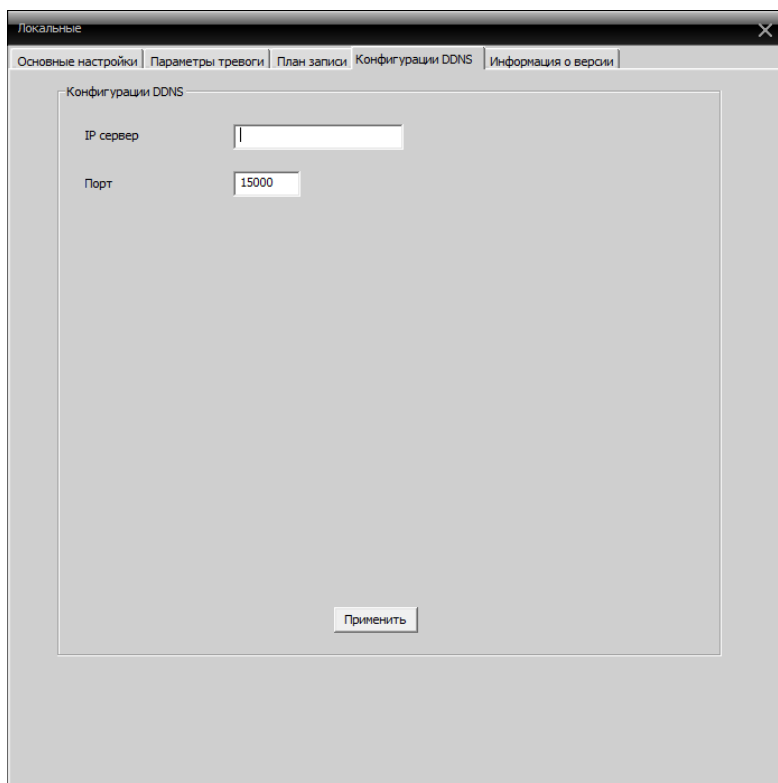 Локальные
Основные настройки Параметры тревоги План записи Конфигурации DDNS Информация о версии
Конфигурации DDNS
IP сервер
Порт 15000
Применить